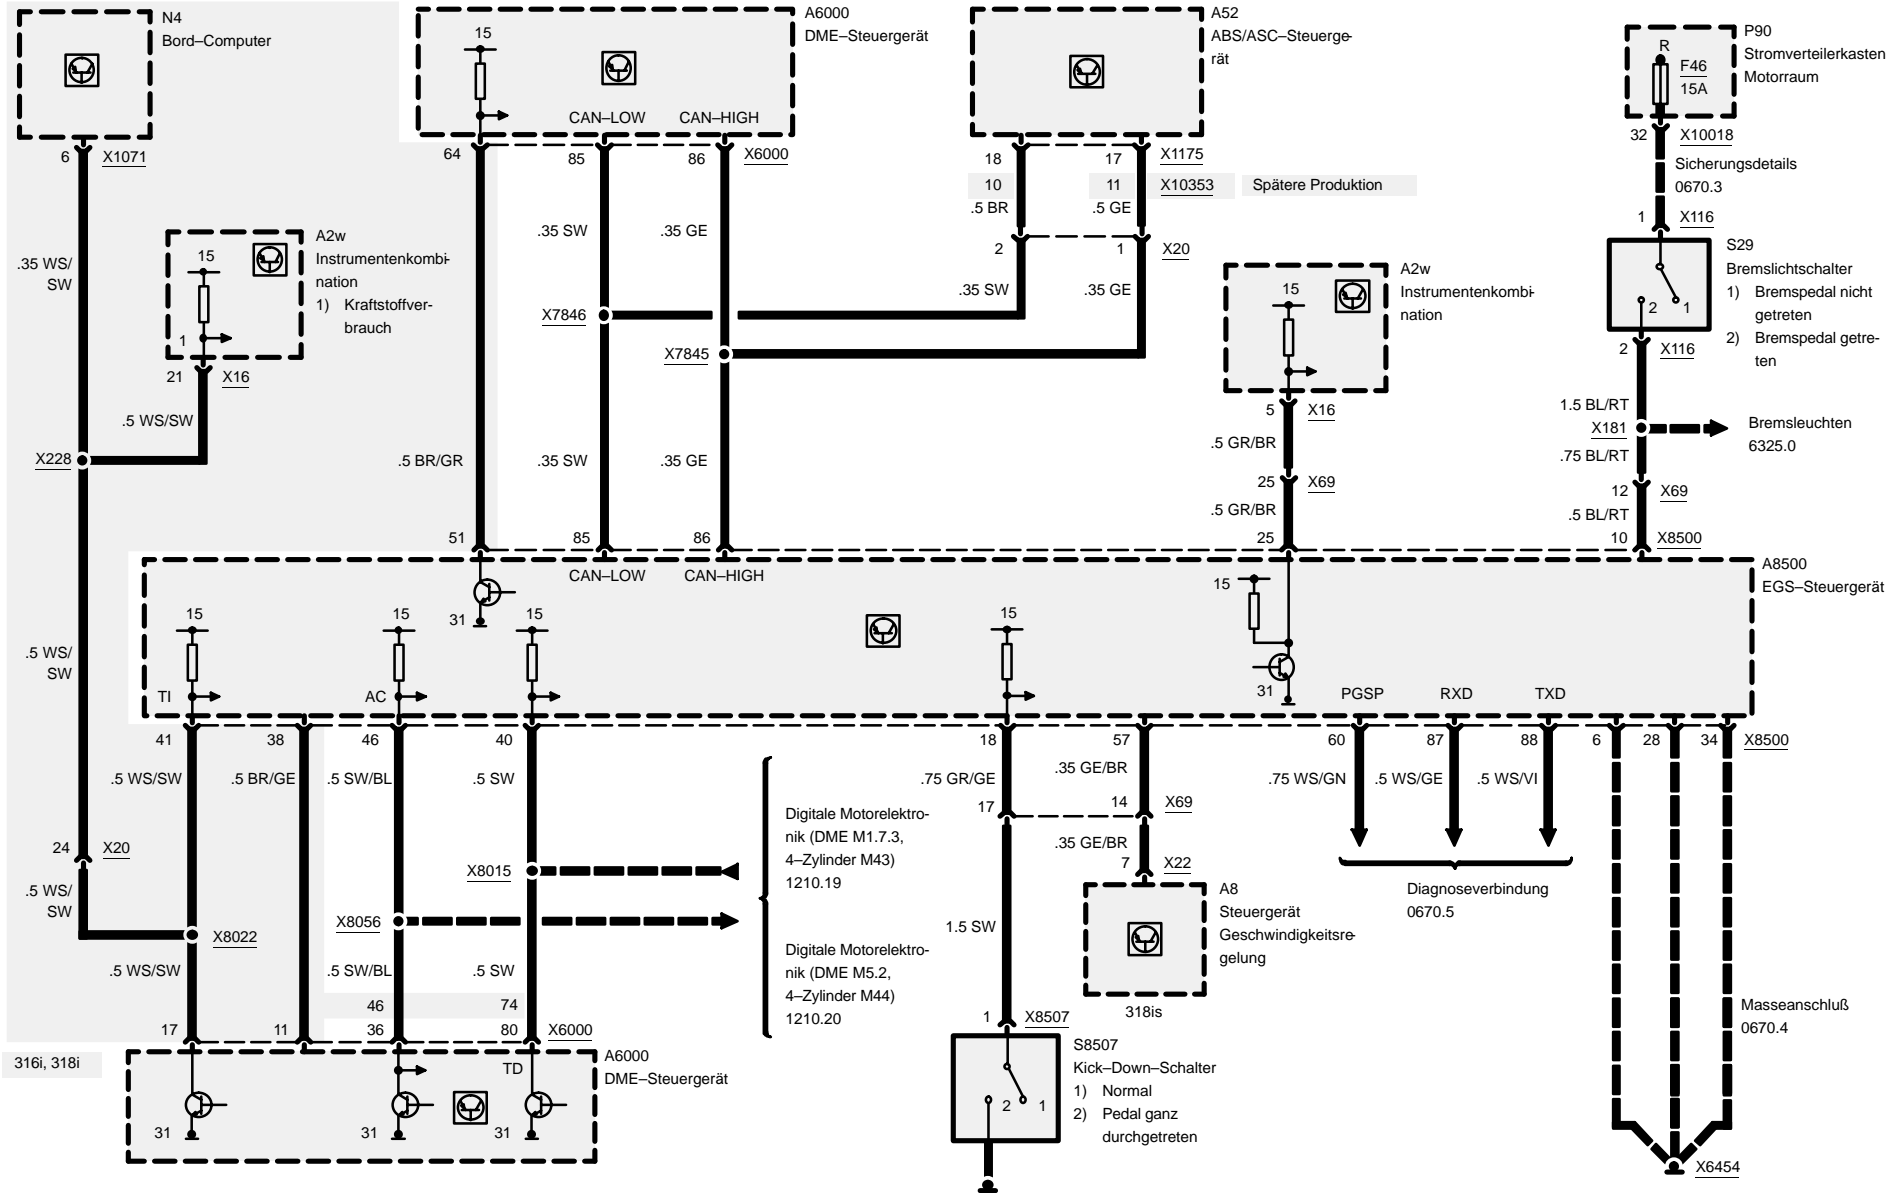 N4
Bord–Computer
A6000
DME–Steuergerät
15
CAN–LOW
CAN–HIGH
A52
ABS/ASC–Steuerge-
rät
P90
Stromverteilerkasten
Motorraum
R
F46
15A
6
X1071
64
85
86
X6000
18
17
X1175
10
11
X10353
Spätere Produktion
.5 BR
.5 GE
32
X10018
Sicherungsdetails
0670.3
1
X116
.35 WS/
SW
A2w
Instrumentenkombi-
nation
1) Kraftstoffver-
brauch
15
1
21
X16
.5 WS/SW
X228
.35 SW
.35 GE
2
1
X20
.35 SW
.35 GE
X7846
X7845
.5 BR/GR
.35 SW
.35 GE
A2w
Instrumentenkombi-
nation
15
5
X16
.5 GR/BR
25
X69
.5 GR/BR
S29
Bremslichtschalter
1) Bremspedal nicht
getreten
2) Bremspedal getre-
ten
2
1
2
X116
1.5 BL/RT
X181
Bremsleuchten
6325.0
.75 BL/RT
12
X69
.5 BL/RT
51
85
86
25
10
X8500
A8500
EGS–Steuergerät
CAN–LOW
CAN–HIGH
31
15
15
15
15
15
31
TI
AC
PGSP
RXD
TXD
.5 WS/
SW
41
38
46
40
18
57
60
87
88
6
28
34
X8500
.5 WS/SW
.5 BR/GE
.5 SW/BL
.5 SW
.75 GR/GE
.35 GE/BR
.75 WS/GN
.5 WS/GE
.5 WS/VI
17
14
X69
Digitale Motorelektro-
nik (DME M1.7.3,
4–Zylinder M43)
1210.19
24
X20
.35 GE/BR
7
X22
X8015
.5 WS/
SW
Diagnoseverbindung
0670.5
A8
Steuergerät
Geschwindigkeitsre-
gelung
318is
X8056
X8022
1.5 SW
Digitale Motorelektro-
nik (DME M5.2,
4–Zylinder M44)
1210.20
.5 WS/SW
.5 SW/BL
.5 SW
46
74
17
11
36
80
X6000
1
X8507
Masseanschluß
0670.4
316i, 318i
A6000
DME–Steuergerät
TD
31
31
31
S8507
Kick–Down–Schalter
1) Normal
2) Pedal ganz
durchgetreten
2
1
X6454